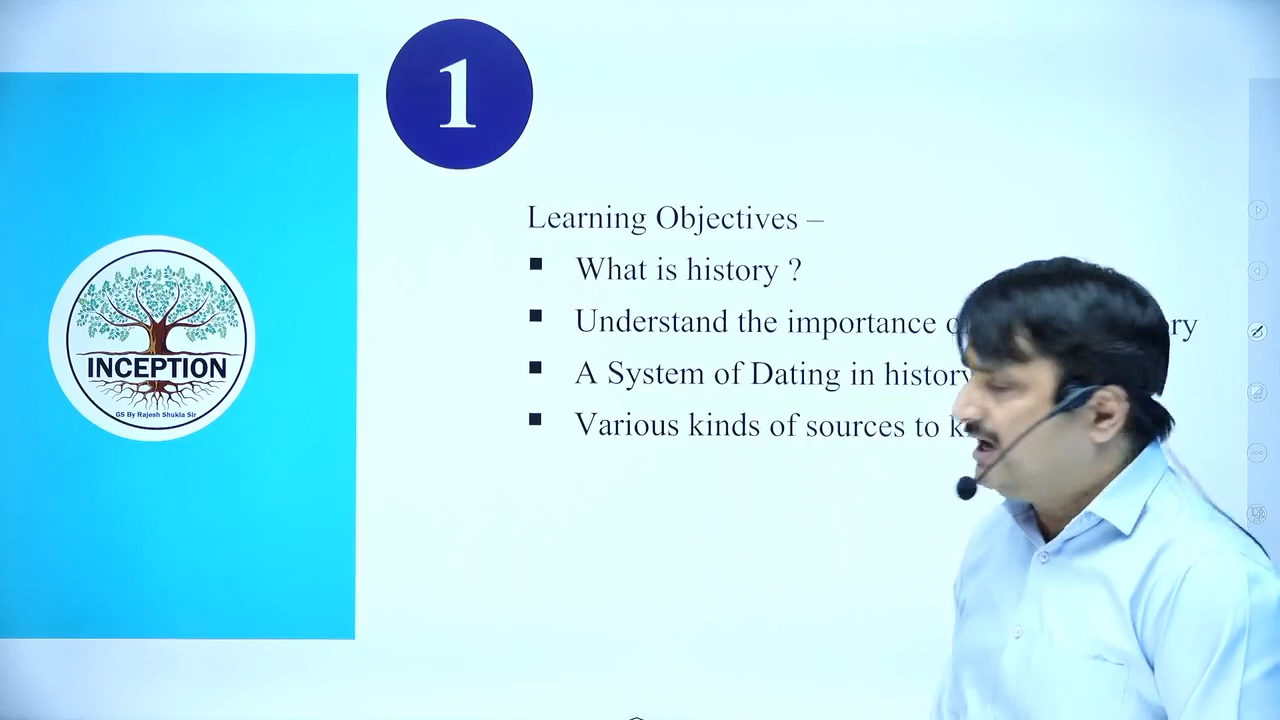 1
Learning Objectives –
■ What is history ?
■ Understand the importance
■ A System of Dating in history
■ Various kinds of sources to
INCEPTION
GS By Rajesh Shukla Sir